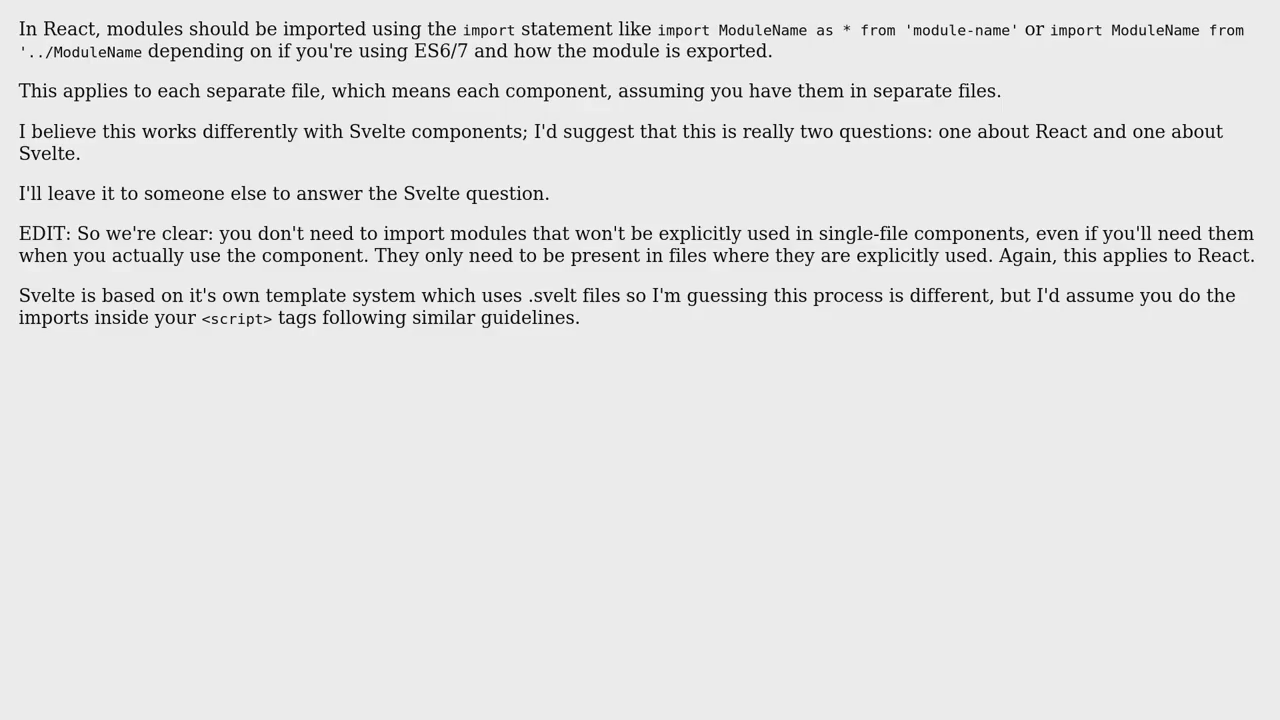 In React, modules should be imported using the import statement like import ModuleName as * from 'module-name' or import ModuleName from
'../ModuleName depending on if you're using ES6/7 and how the module is exported.
This applies to each separate file, which means each component, assuming you have them in separate files.
I believe this works differently with Svelte components; I'd suggest that this is really two questions: one about React and one about
Svelte.
I'll leave it to someone else to answer the Svelte question.
EDIT: So we're clear: you don't need to import modules that won't be explicitly used in single-file components, even if you'll need them
when you actually use the component. They only need to be present in files where they are explicitly used. Again, this applies to React.
Svelte is based on it's own template system which uses .svelt files so I'm guessing this process is different, but I'd assume you do the
imports inside your <script> tags following similar guidelines.